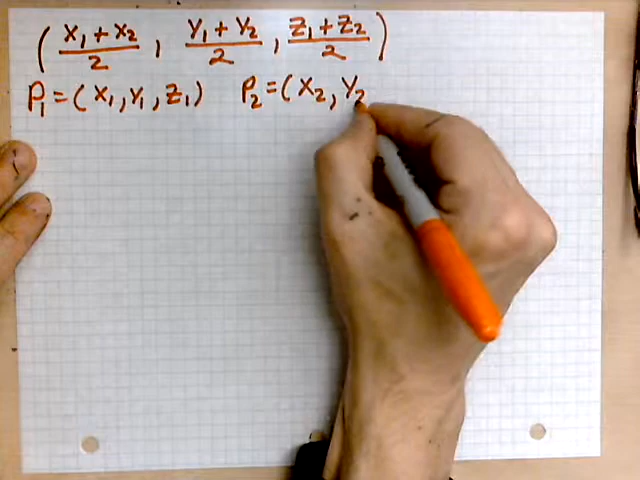 (x₁+x₂/2, y₁+y₂/2, z₁+z₂/2)
P₁=(x₁,y₁,z₁) P₂=(x₂,y₂